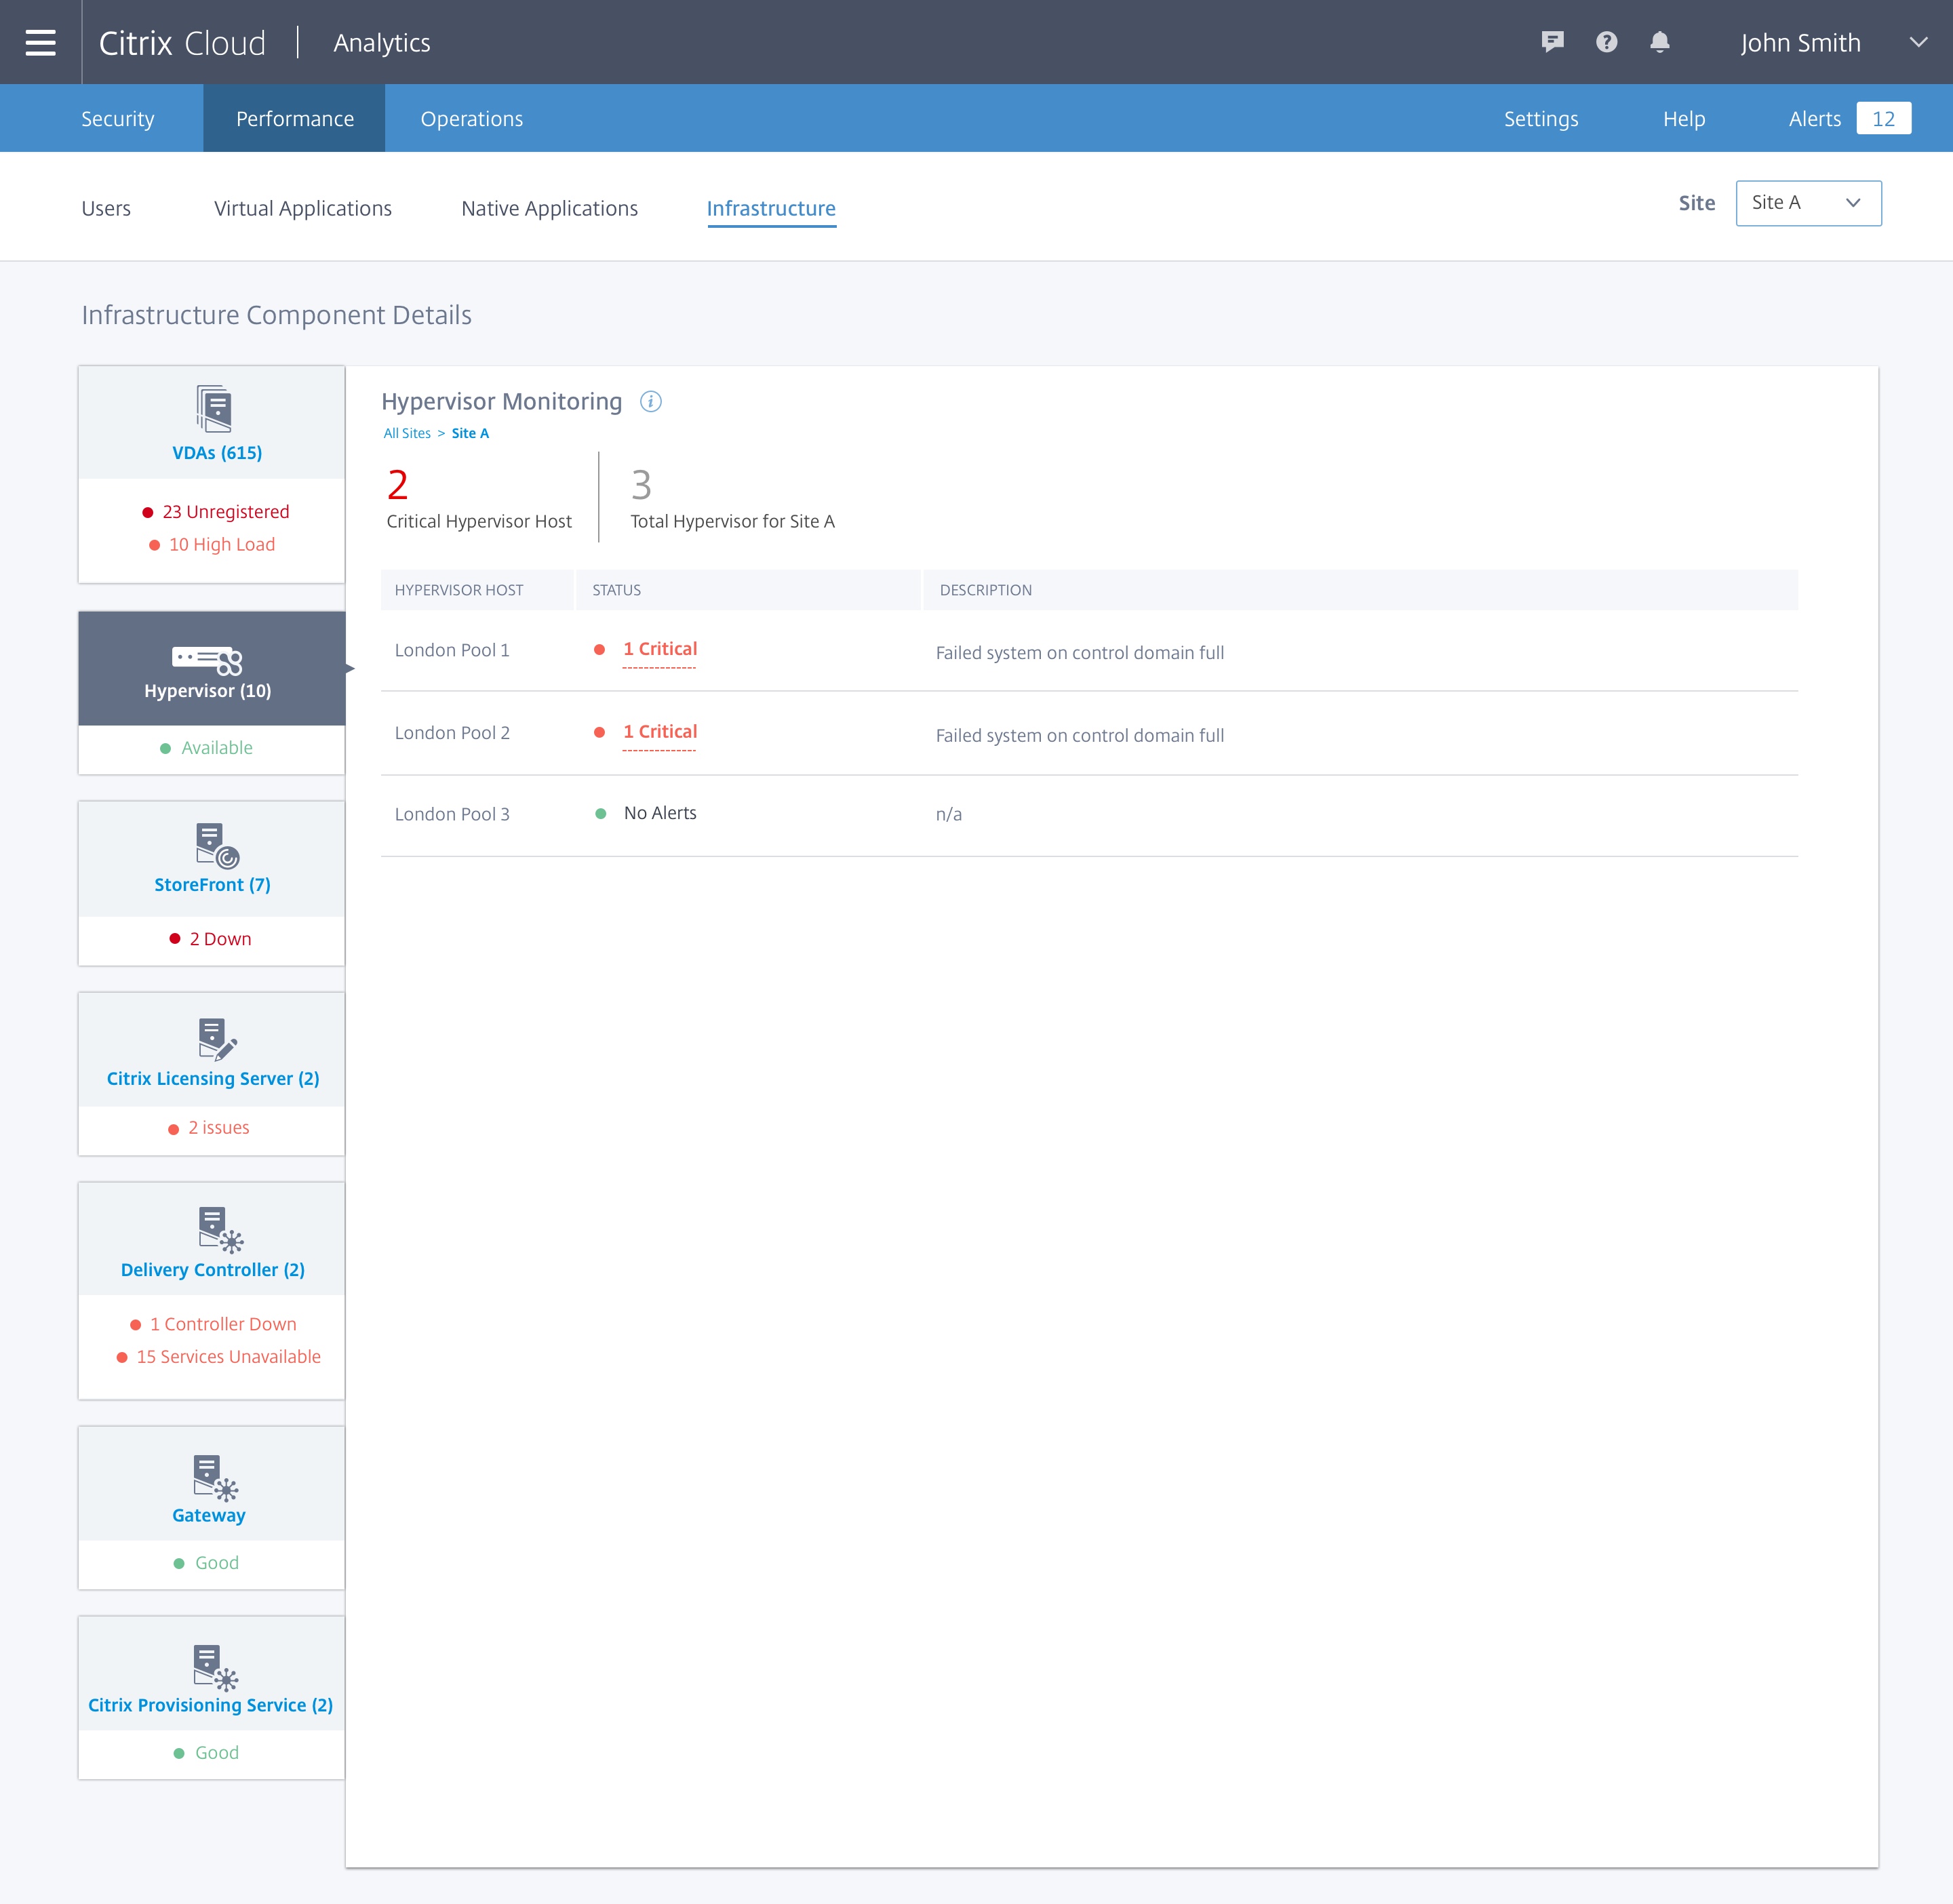 Citrix Cloud | Analytics
John Smith
Security Performance Operations Settings Help Alerts 12
Users Virtual Applications Native Applications Infrastructure Site Site A
Infrastructure Component Details
VDAs (615)
23 Unregistered
10 High Load
Hypervisor (10)
Available
StoreFront (7)
2 Down
Citrix Licensing Server (2)
2 issues
Delivery Controller (2)
1 Controller Down
15 Services Unavailable
Gateway
Good
Citrix Provisioning Service (2)
Good
Hypervisor Monitoring i
All Sites > Site A
2 3
Critical Hypervisor Host Total Hypervisor for Site A
HYPERVISOR HOST STATUS DESCRIPTION
London Pool 1 1 Critical Failed system on control domain full
London Pool 2 1 Critical Failed system on control domain full
London Pool 3 No Alerts n/a